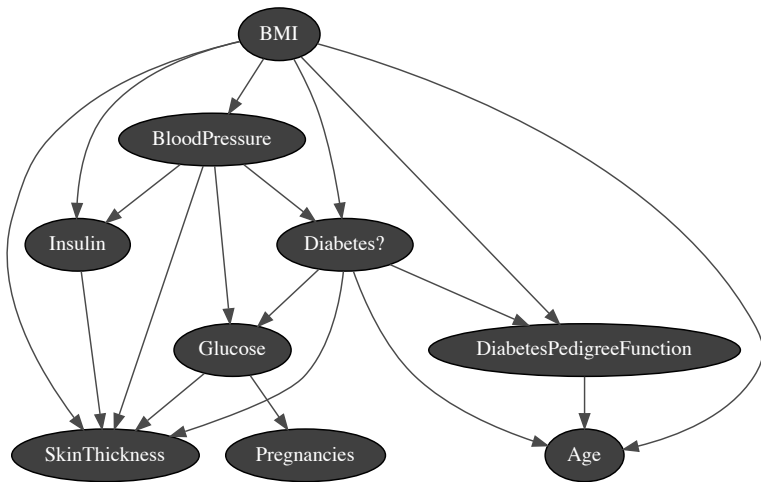 BMI
BloodPressure
Insulin
Diabetes?
Glucose
DiabetesPedigreeFunction
SkinThickness
Pregnancies
Age